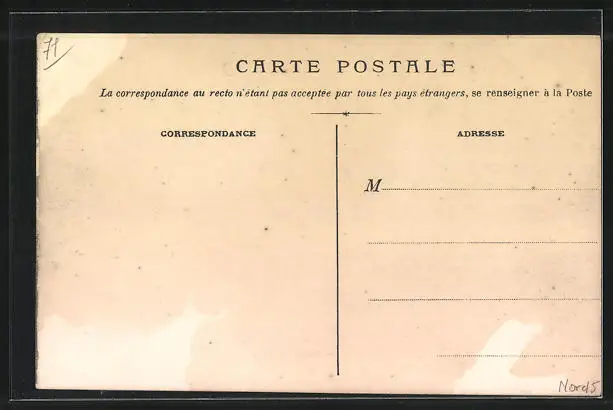 71
CARTE POSTALE
La correspondance au recto n'étant pas acceptée par tous les pays étrangers, se renseigner à la Poste
CORRESPONDANCE
ADRESSE
M
Nord5